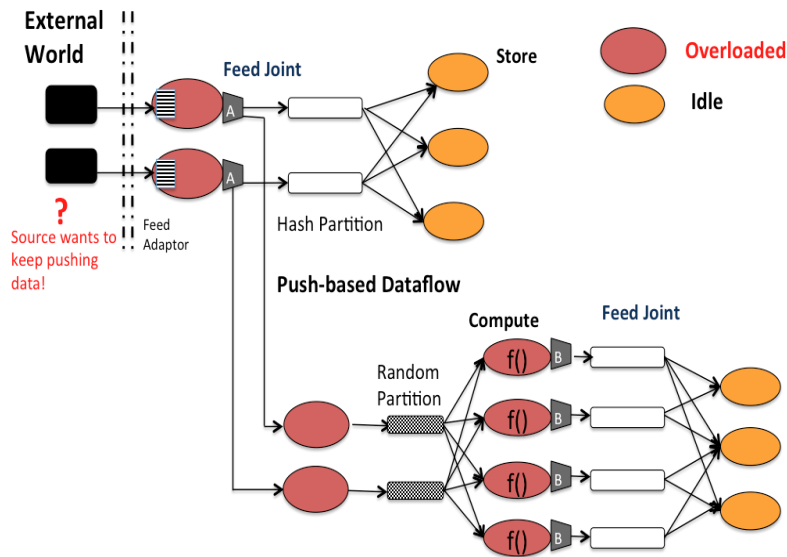 External
World
Feed Joint
Store
Overloaded
Idle
A
A
?
Source wants to
keep pushing
data!
Feed
Adaptor
Hash Partition
Push-based Dataflow
Compute
Feed Joint
Random
Partition
f()
B
f()
B
f()
B
f()
B